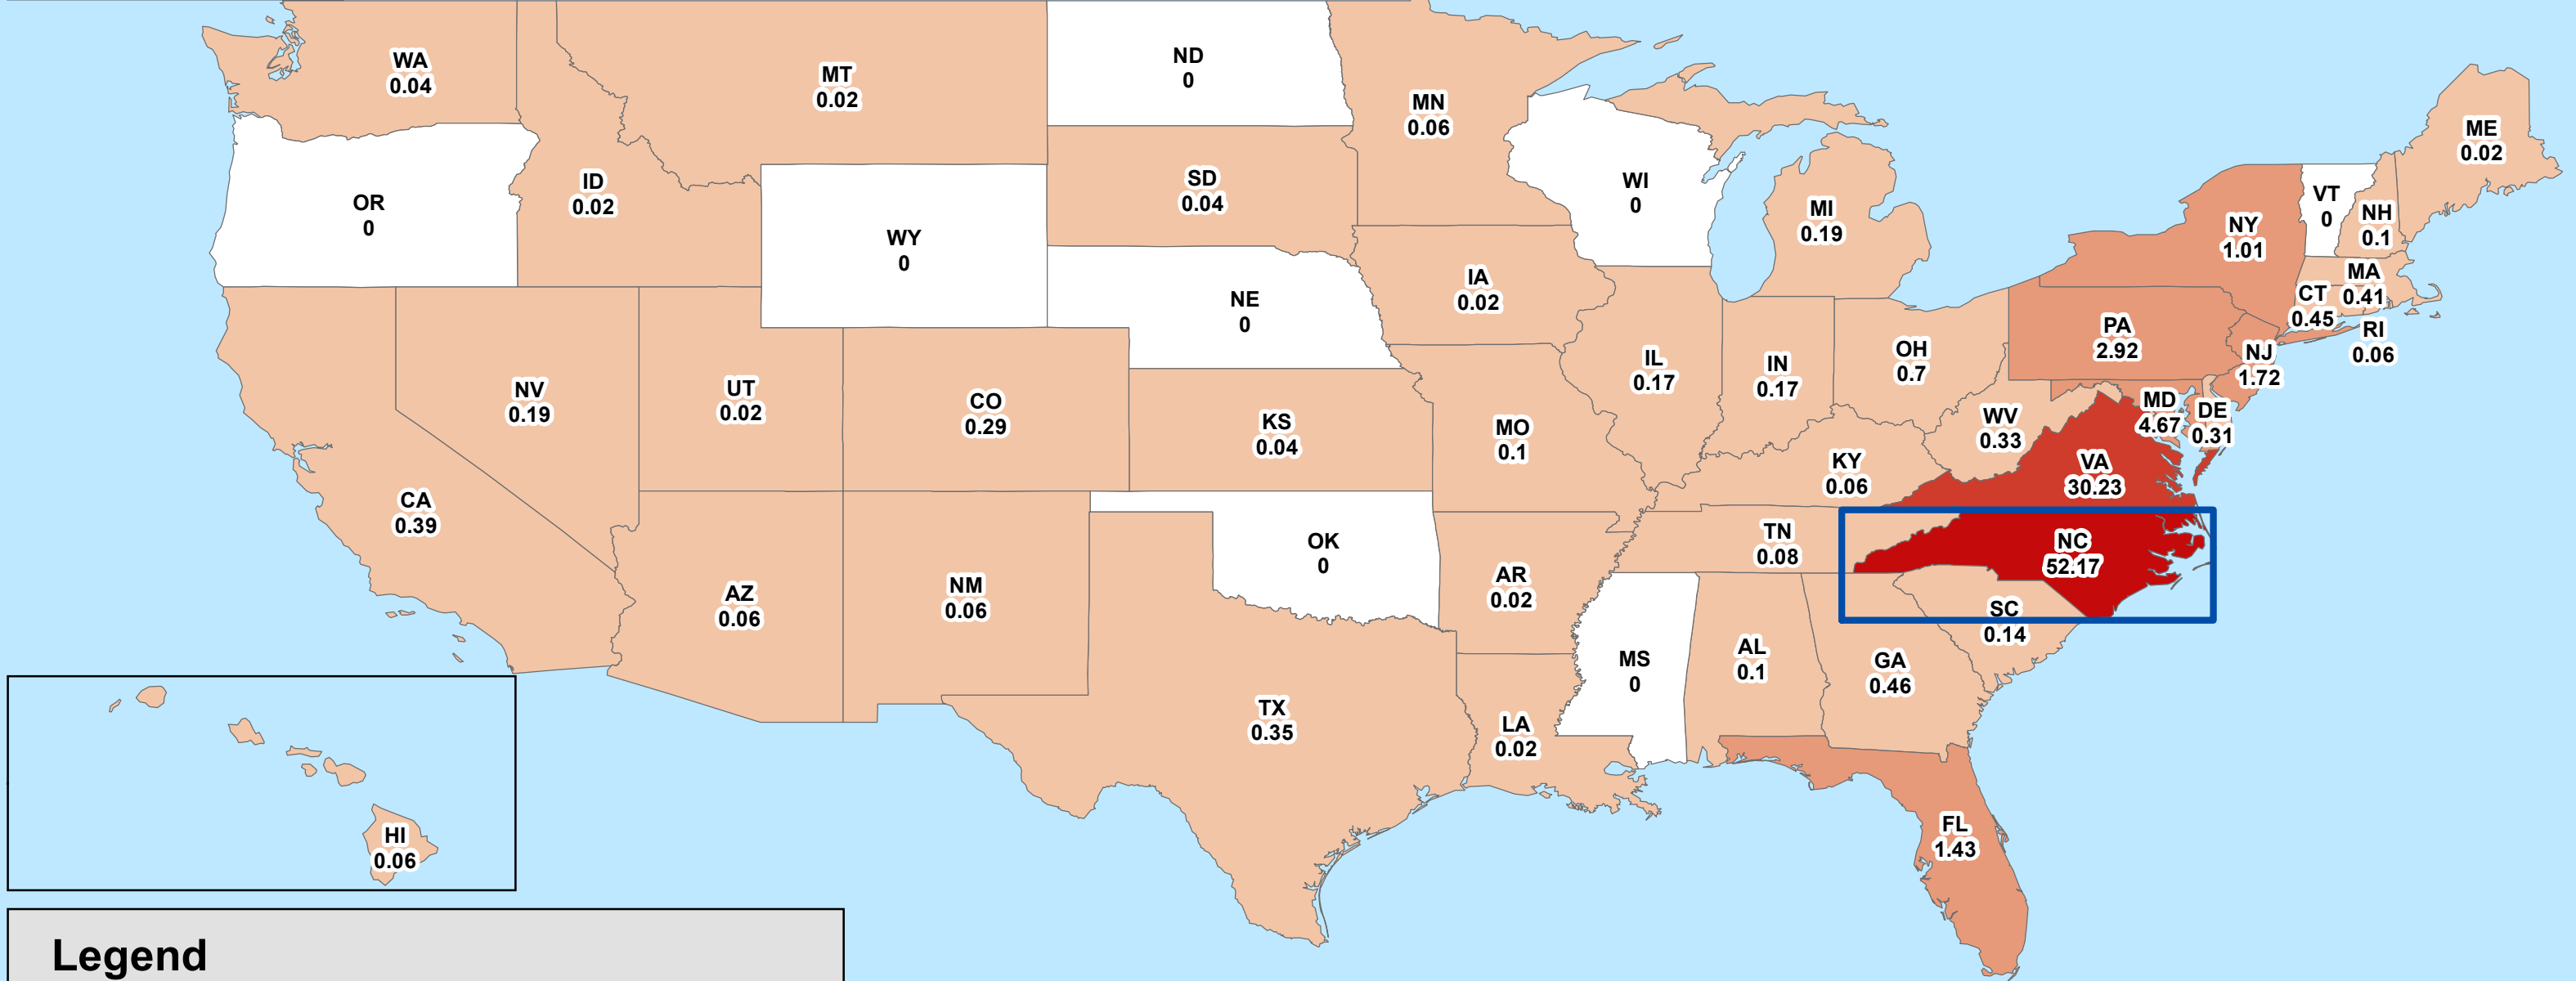 WA
0.04
MT
0.02
ND
0
MN
0.06
ME
0.02
OR
0
ID
0.02
SD
0.04
WI
0
MI
0.19
VT
0
NH
0.1
NY
1.01
WY
0
IA
0.02
NE
0
MA
0.41
CT
0.45
RI
0.06
PA
2.92
NJ
1.72
NV
0.19
UT
0.02
CO
0.29
KS
0.04
MO
0.1
IL
0.17
IN
0.17
OH
0.7
WV
0.33
MD
4.67
DE
0.31
KY
0.06
VA
30.23
CA
0.39
AZ
0.06
NM
0.06
OK
0
AR
0.02
TN
0.08
NC
52.17
SC
0.14
MS
0
AL
0.1
GA
0.46
TX
0.35
LA
0.02
FL
1.43
HI
0.06
Legend